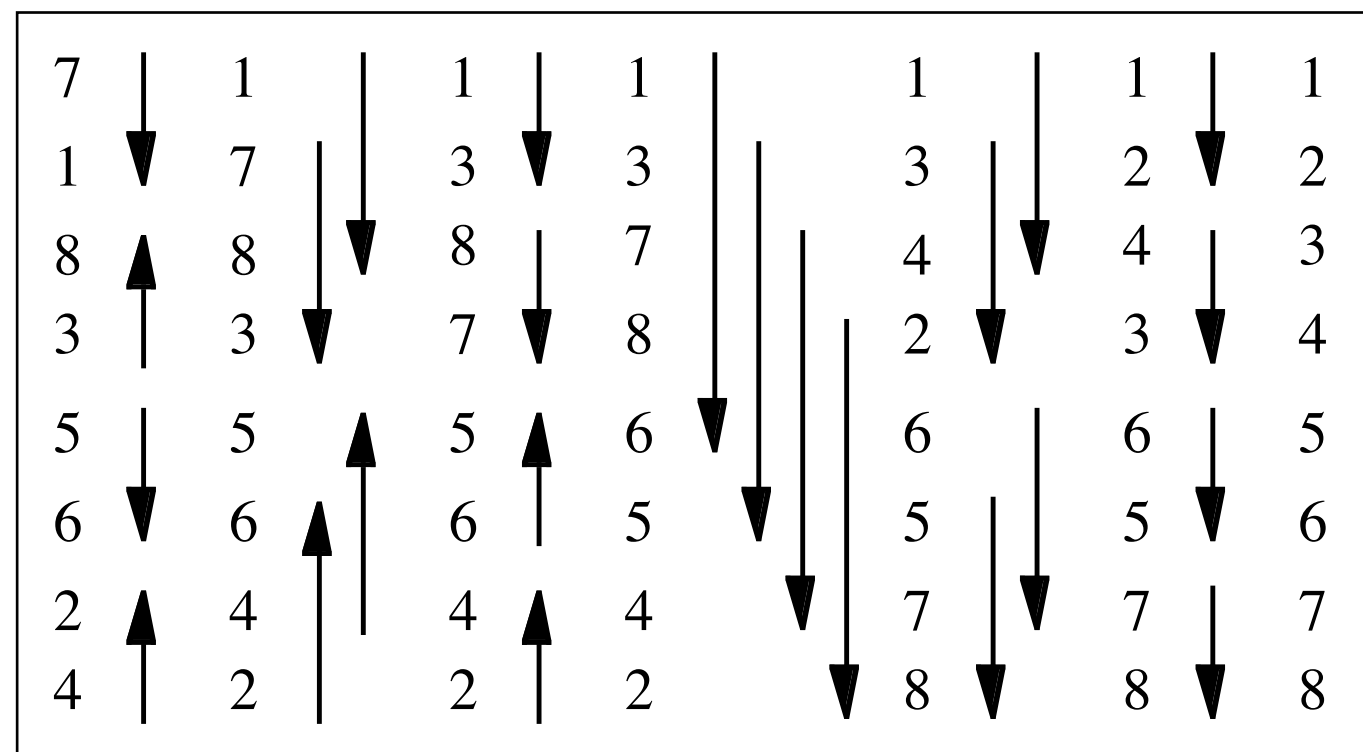 7 1 1 1 1 1 1
1 7 3 3 3 2 2
8 8 8 7 4 4 3
3 3 7 8 2 3 4
5 5 5 6 6 6 5
6 6 6 5 5 5 6
2 4 4 4 7 7 7
4 2 2 2 8 8 8